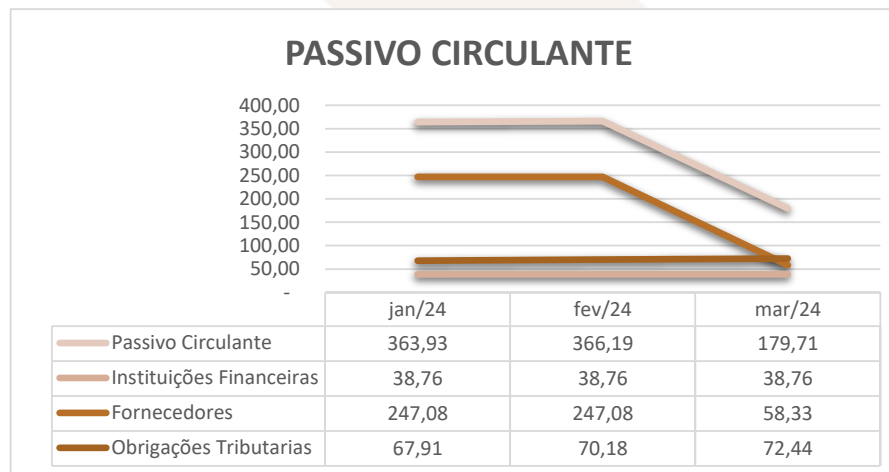 PASSIVO CIRCULANTE
400,00
350,00
300,00
250,00
200,00
150,00
100,00
50,00
-
jan/24 fev/24 mar/24
Passivo Circulante 363,93 366,19 179,71
Instituições Financeiras 38,76 38,76 38,76
Fornecedores 247,08 247,08 58,33
Obrigações Tributarias 67,91 70,18 72,44